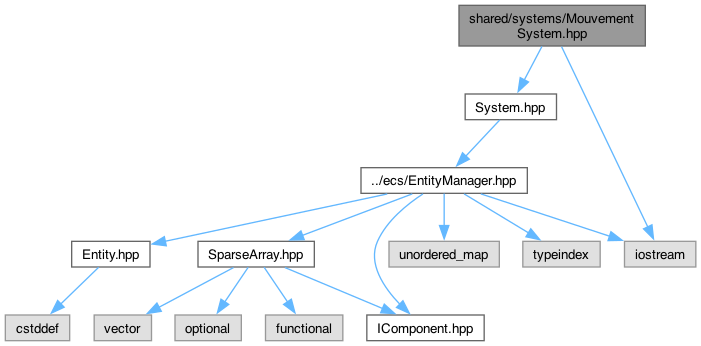 shared/systems/Mouvement
System.hpp
System.hpp
../ecs/EntityManager.hpp
Entity.hpp
SparseArray.hpp
unordered_map
typeindex
iostream
cstddef
vector
optional
functional
IComponent.hpp